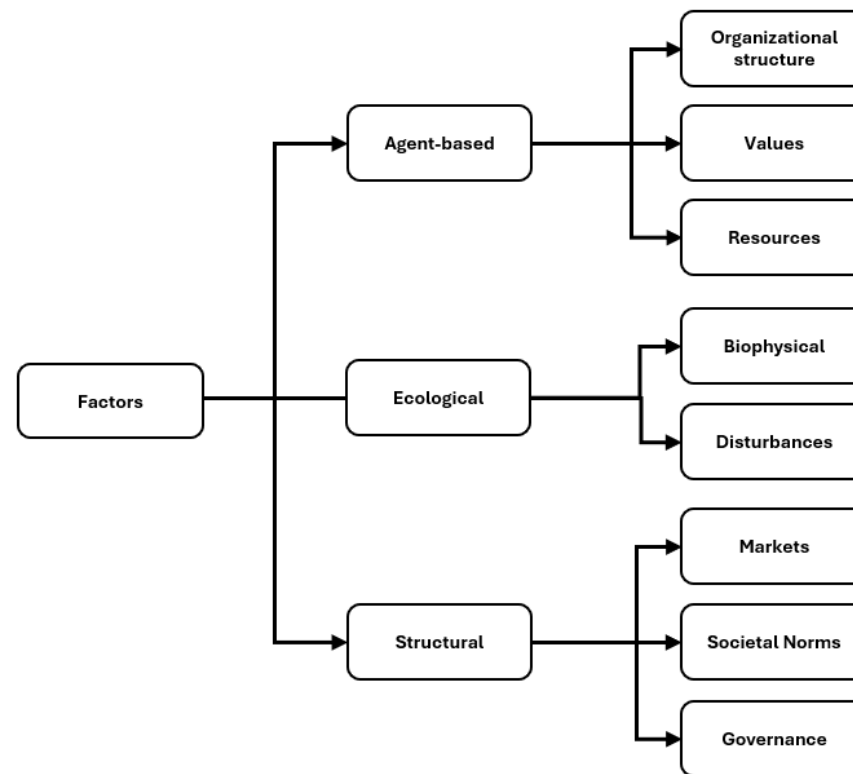 Organizational
structure
Agent-based
Values
Resources
Biophysical
Factors
Ecological
Disturbances
Markets
Structural
Societal Norms
Governance